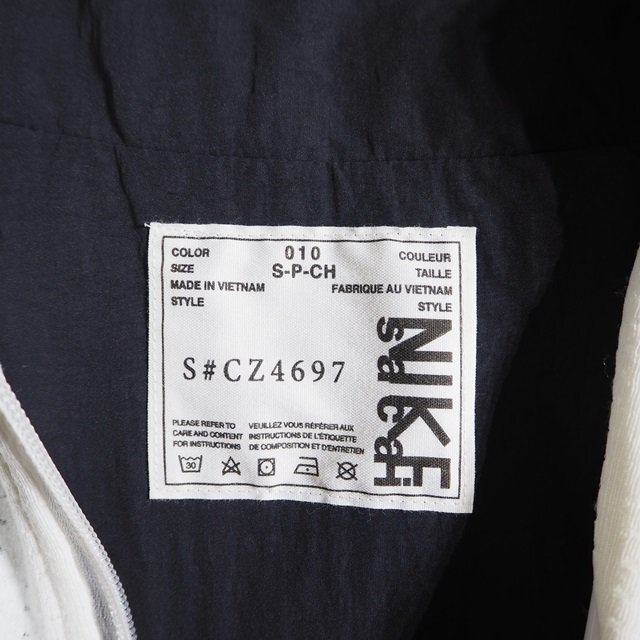 COLOR 010 COULEUR
SIZE S-P-CH TAILLE
MADE IN VIETNAM FABRIQUE AU VIETNAM
STYLE STYLE
S#CZ4697
NIKE
sacai
PLEASE REFER TO
CARE AND CONTENT
FOR INSTRUCTIONS
VEUILLEZ VOUS RÉFÉRER AUX
INSTRUCTIONS DE L'ÉTIQUETTE
DE COMPOSITION ET D'ENTRETIEN
30